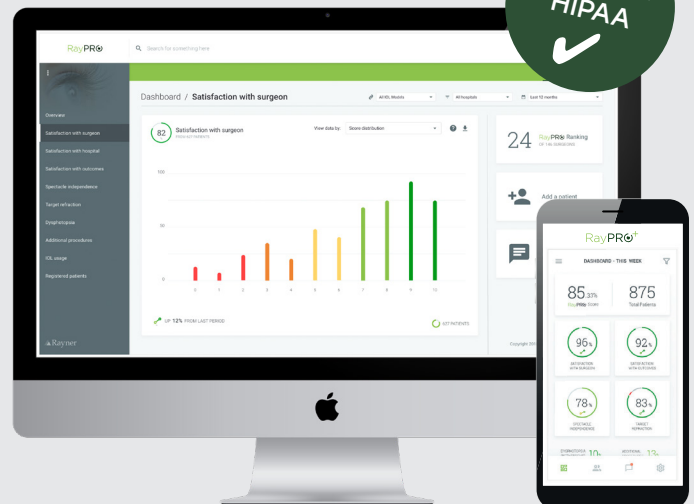 HIPAA
RayPRO
Search for something here
Dashboard / Satisfaction with surgeon
All IOL Models
All hospitals
Last 12 months
Overview
Satisfaction with surgeon
Satisfaction with hospital
Satisfaction with outcomes
Spectacle independence
Target refraction
Dysphotopsia
Additional procedures
IOL usage
Registered patients
Rayner
82
Satisfaction with surgeon
View data by:
Score distribution
100
50
0
0 1 2 3 4 5 6 7 8 9 10
UP 12% FROM LAST PERIOD
24
RayPRO Ranking
Add a patient
RayPRO+
DASHBOARD - THIS WEEK
85
RayPRO Score
875
Total Patients
96%
SATISFACTION
WITH SURGEON
92%
SATISFACTION
WITH OUTCOMES
78%
SPECTACLE
INDEPENDENCE
83%
TARGET
REFRACTION
10%
13%